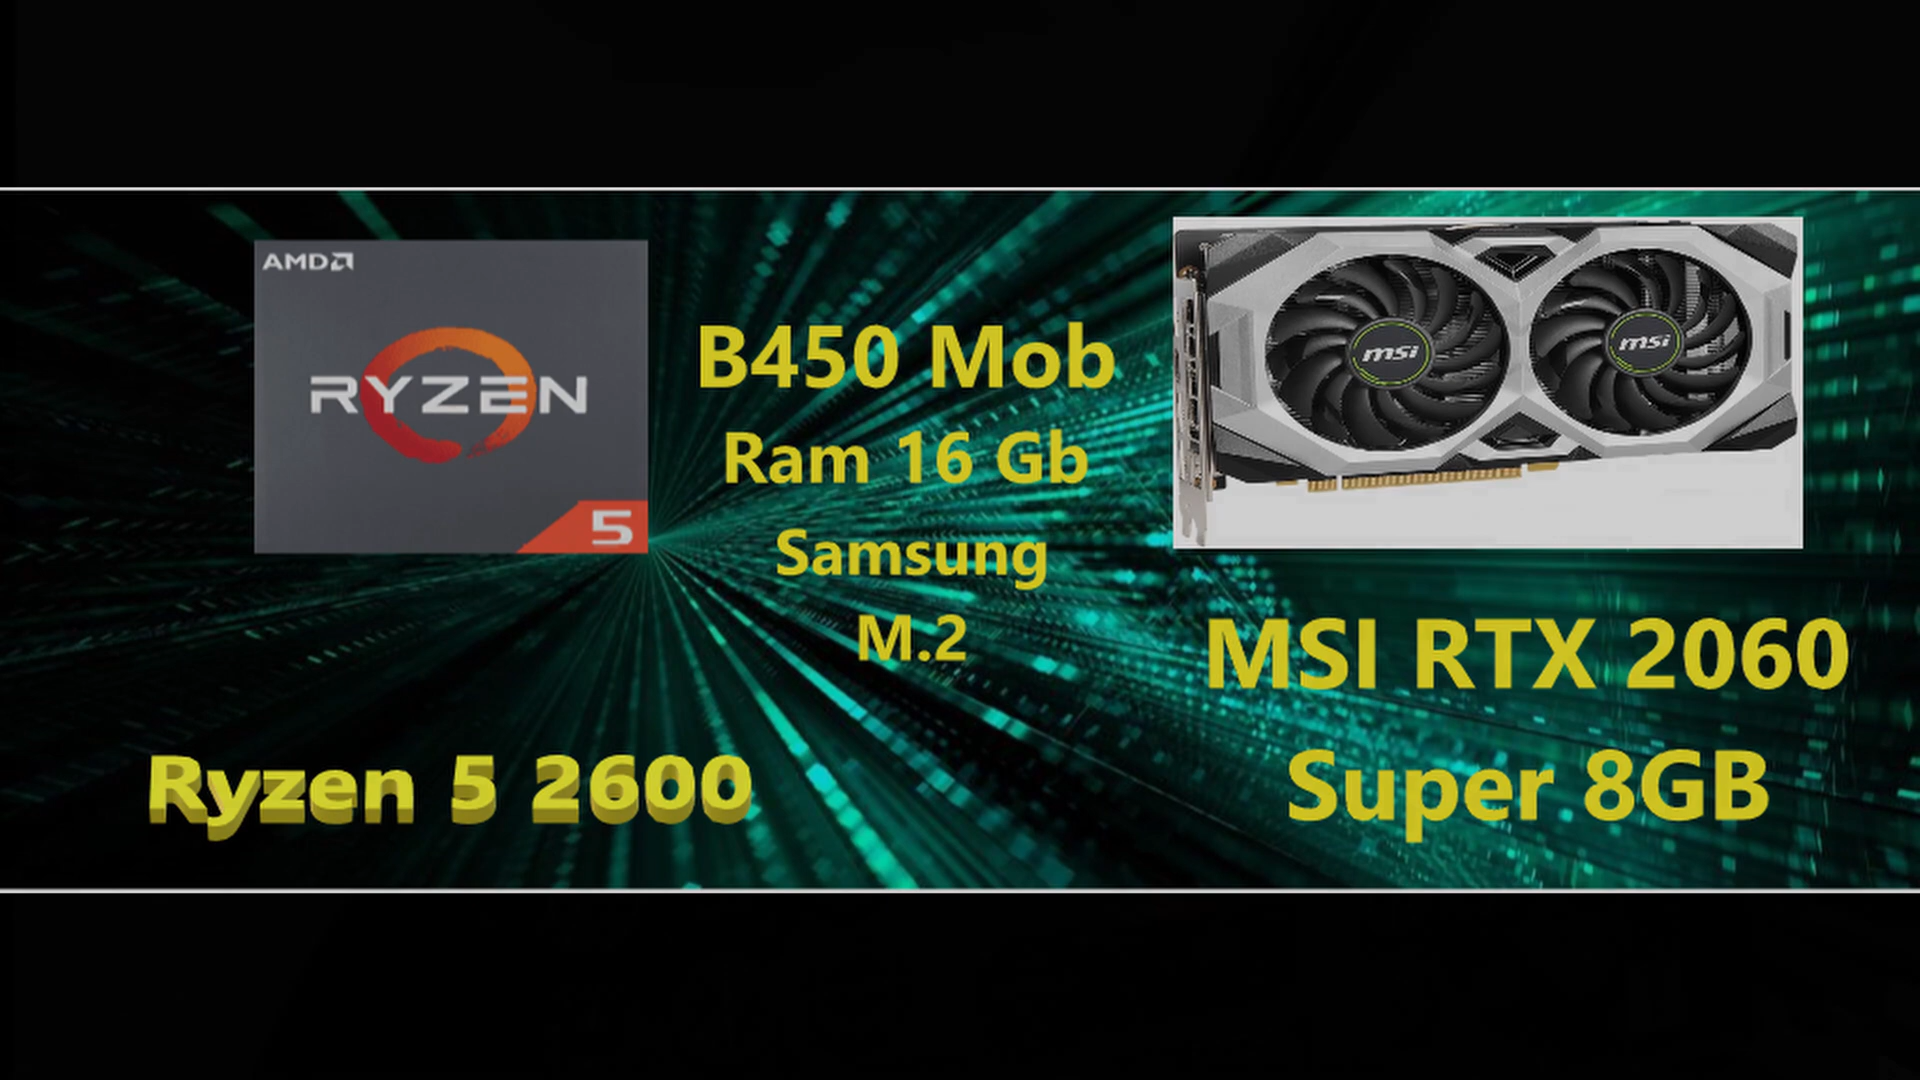 AMD
RYZEN
5
Ryzen 5 2600
B450 Mob
Ram 16 Gb
Samsung
M.2
msi
msi
MSI RTX 2060
Super 8GB